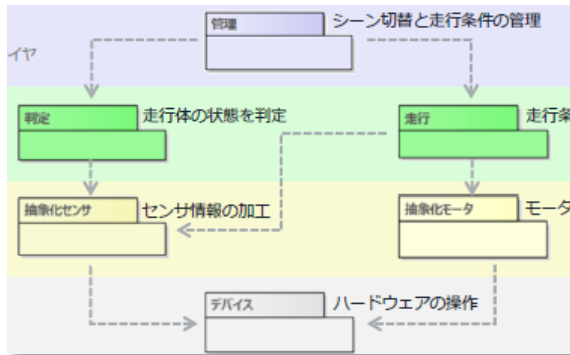 管理
シーン切替と走行条件の管理
イヤ
判定
走行体の状態を判定
走行
走行条
抽象化センサ
センサ情報の加工
抽象化モータ
モータ
デバイス
ハードウェアの操作